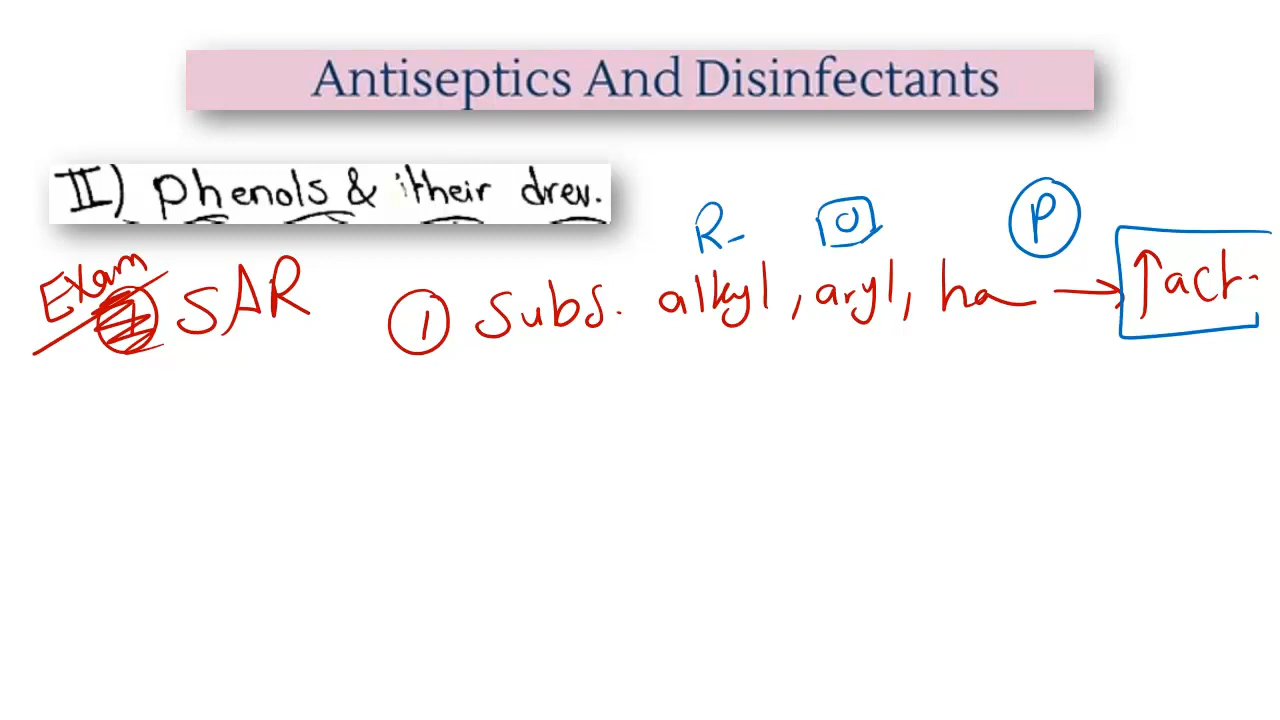 Antiseptics And Disinfectants
II) phenols & their drev.
R- O P
Exam SAR ① Subs. alkyl, aryl, ha → ↑ act.